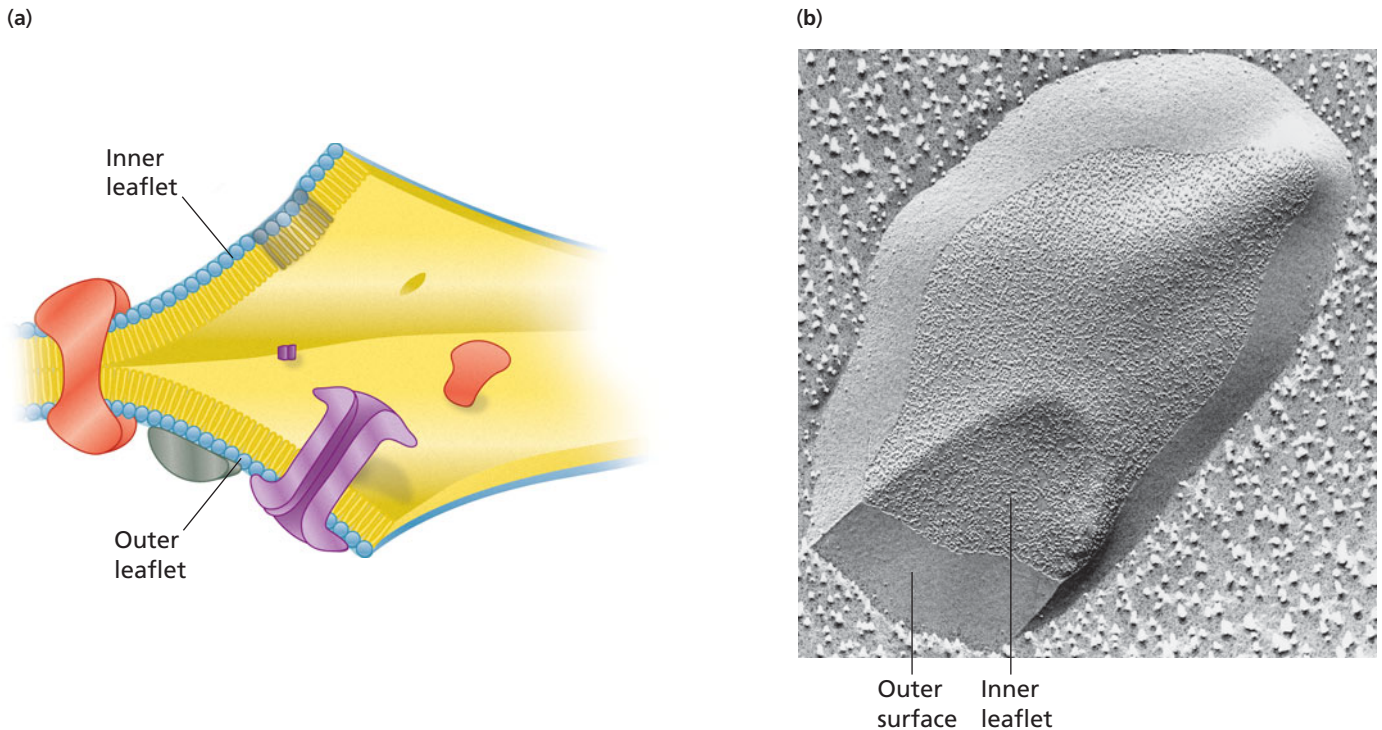 (a)
Inner
leaflet
Outer
leaflet
(b)
Outer
surface
Inner
leaflet